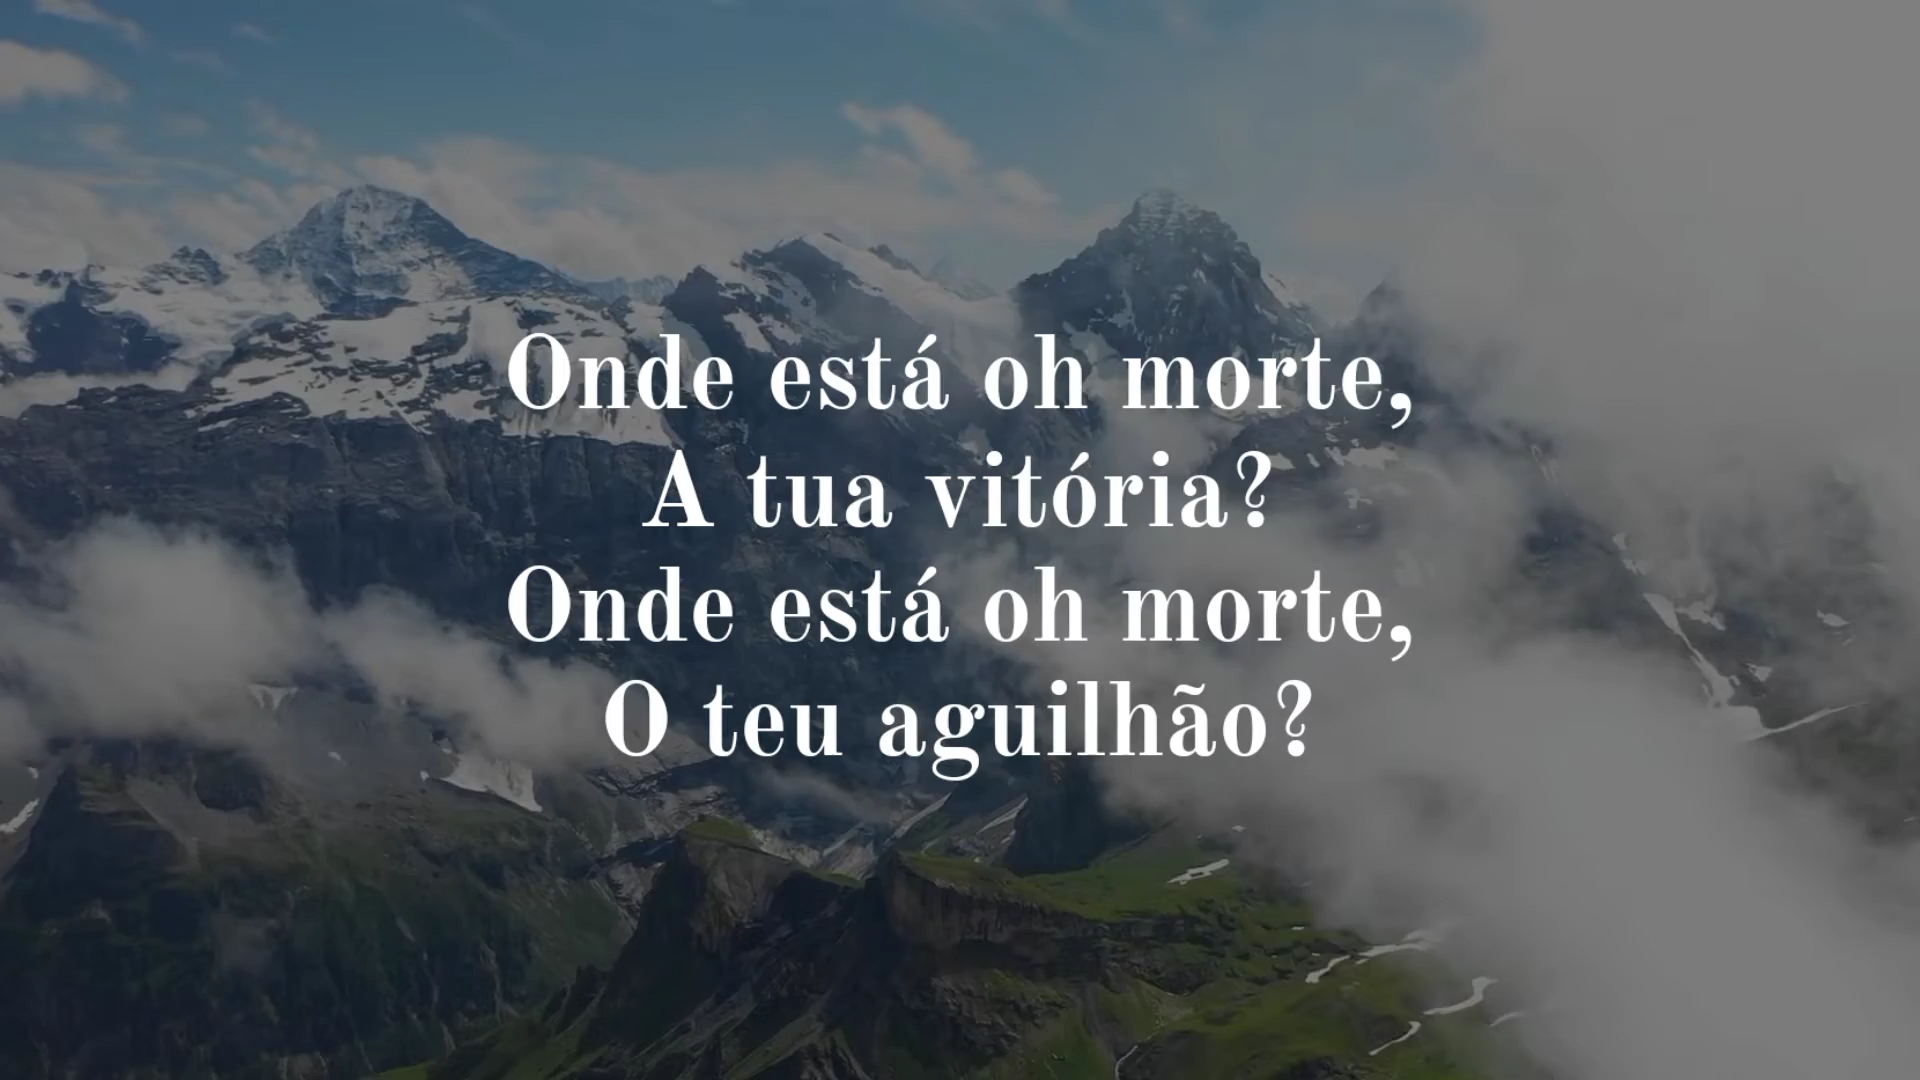 Onde está oh morte,
A tua vitória?
Onde está oh morte,
O teu aguilhão?